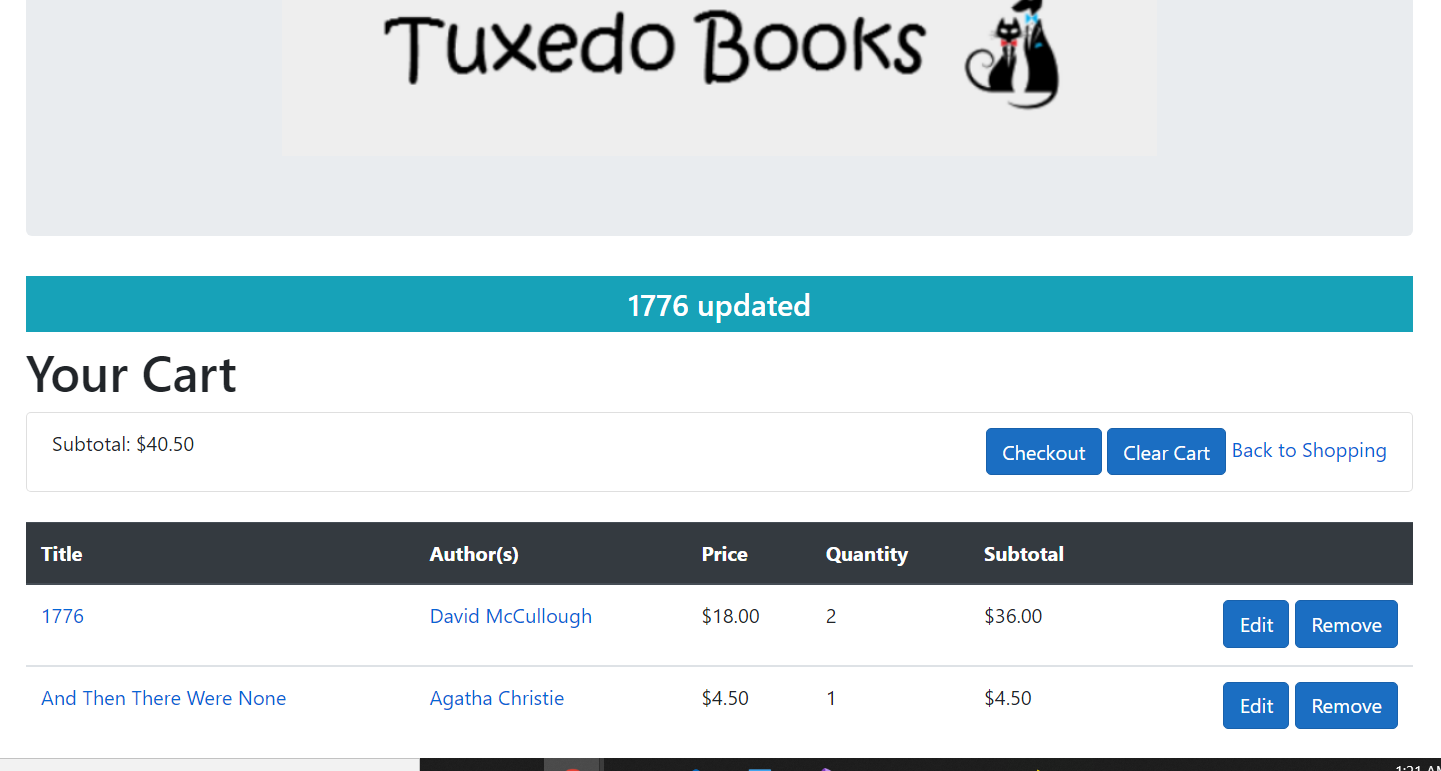 Tuxedo Books
1776 updated
Your Cart
Subtotal: $40.50 Checkout Clear Cart Back to Shopping
Title Author(s) Price Quantity Subtotal
1776 David McCullough $18.00 2 $36.00 Edit Remove
And Then There Were None Agatha Christie $4.50 1 $4.50 Edit Remove